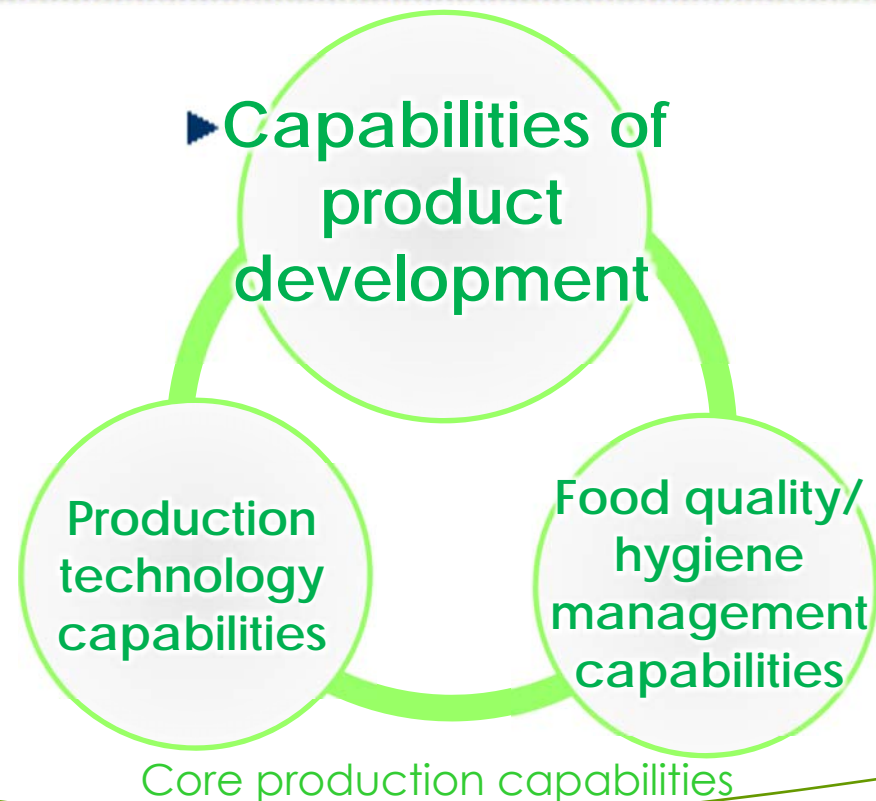 ►Capabilities of
product
development
Production
technology
capabilities
Food quality/
hygiene
management
capabilities
Core production capabilities